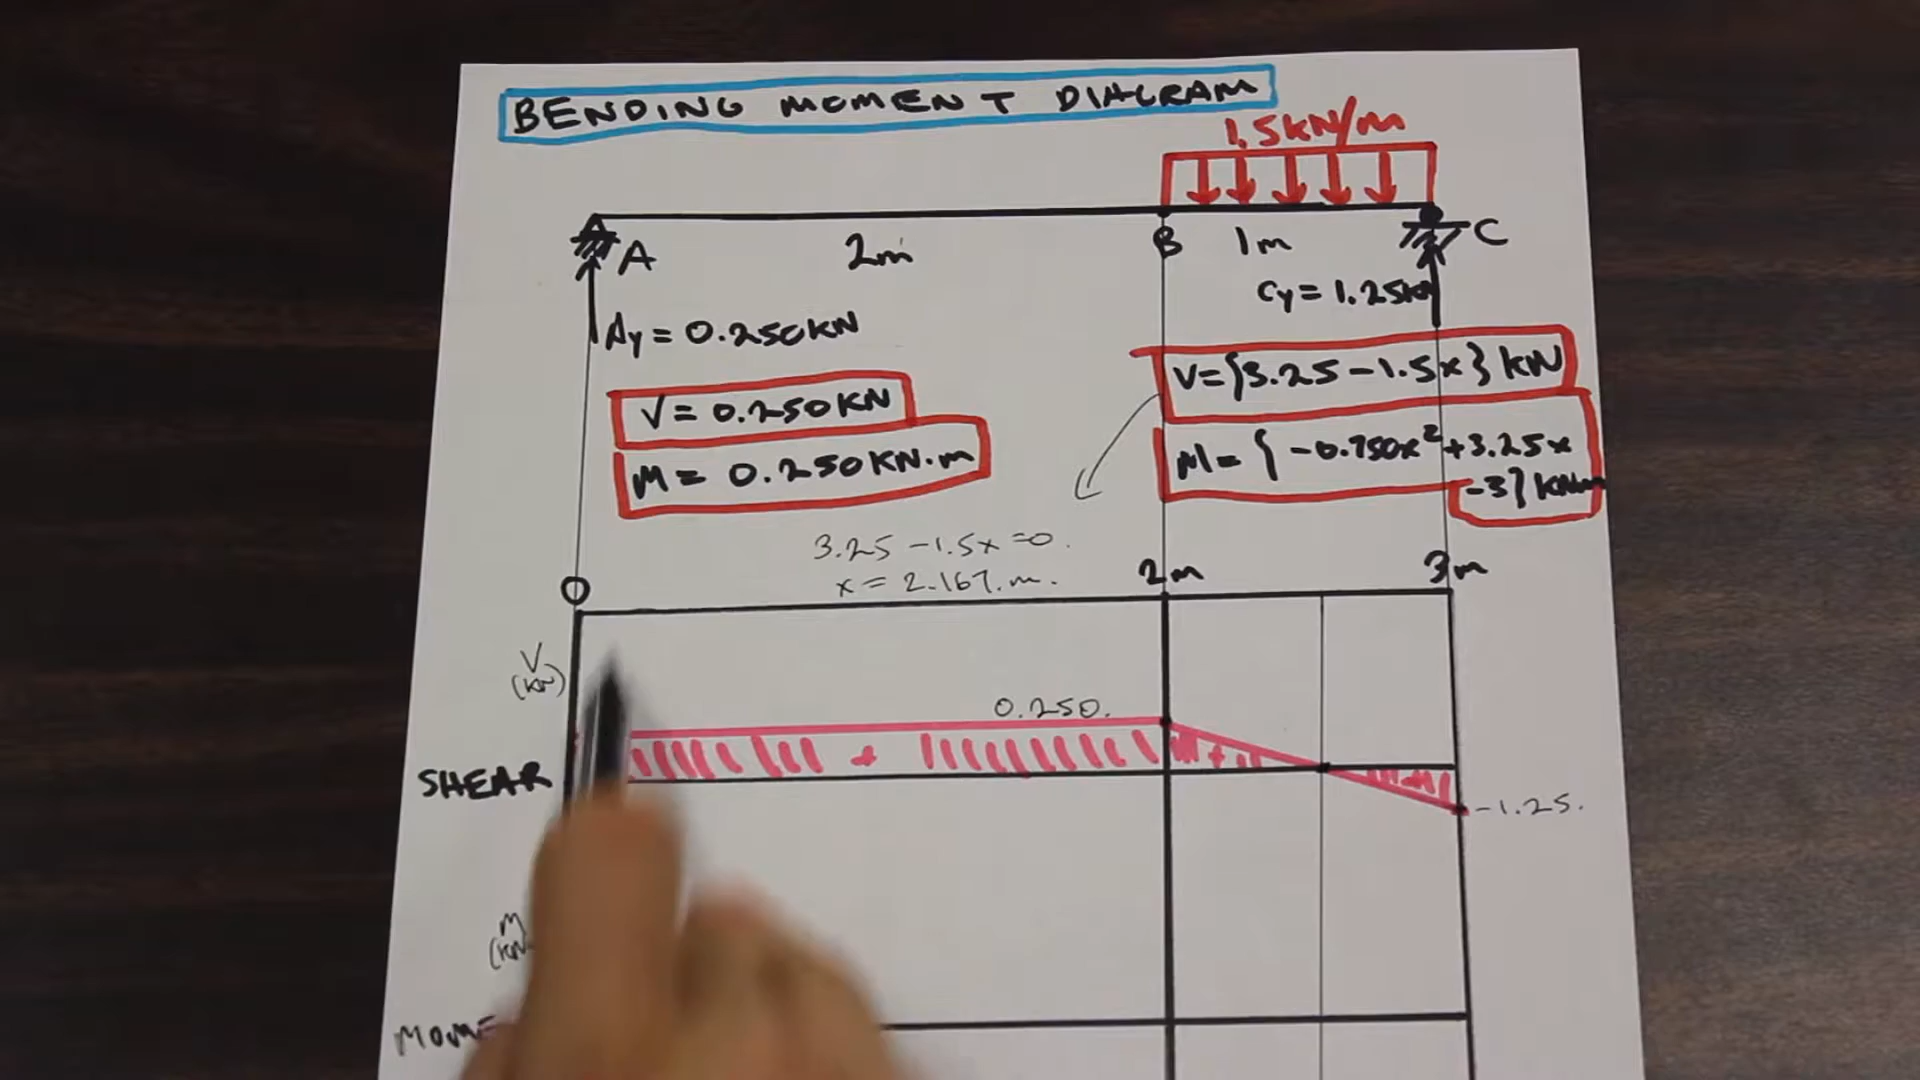 BENDING MOMENT DIAGRAM
1.5KN/m
A
2m
B
1m
C
Cy = 1.25KN
Ay = 0.250KN
V = 0.250KN
M = 0.250KN.m
V={3.25-1.5x} KN
M= { -0.750x² +3.25x
-3} KNm
3.25 -1.5x =0.
x = 2.167.m.
0
2m
3m
V
(KN)
0.250.
+
+
-
SHEAR
-1.25.
M
(KN
MOME